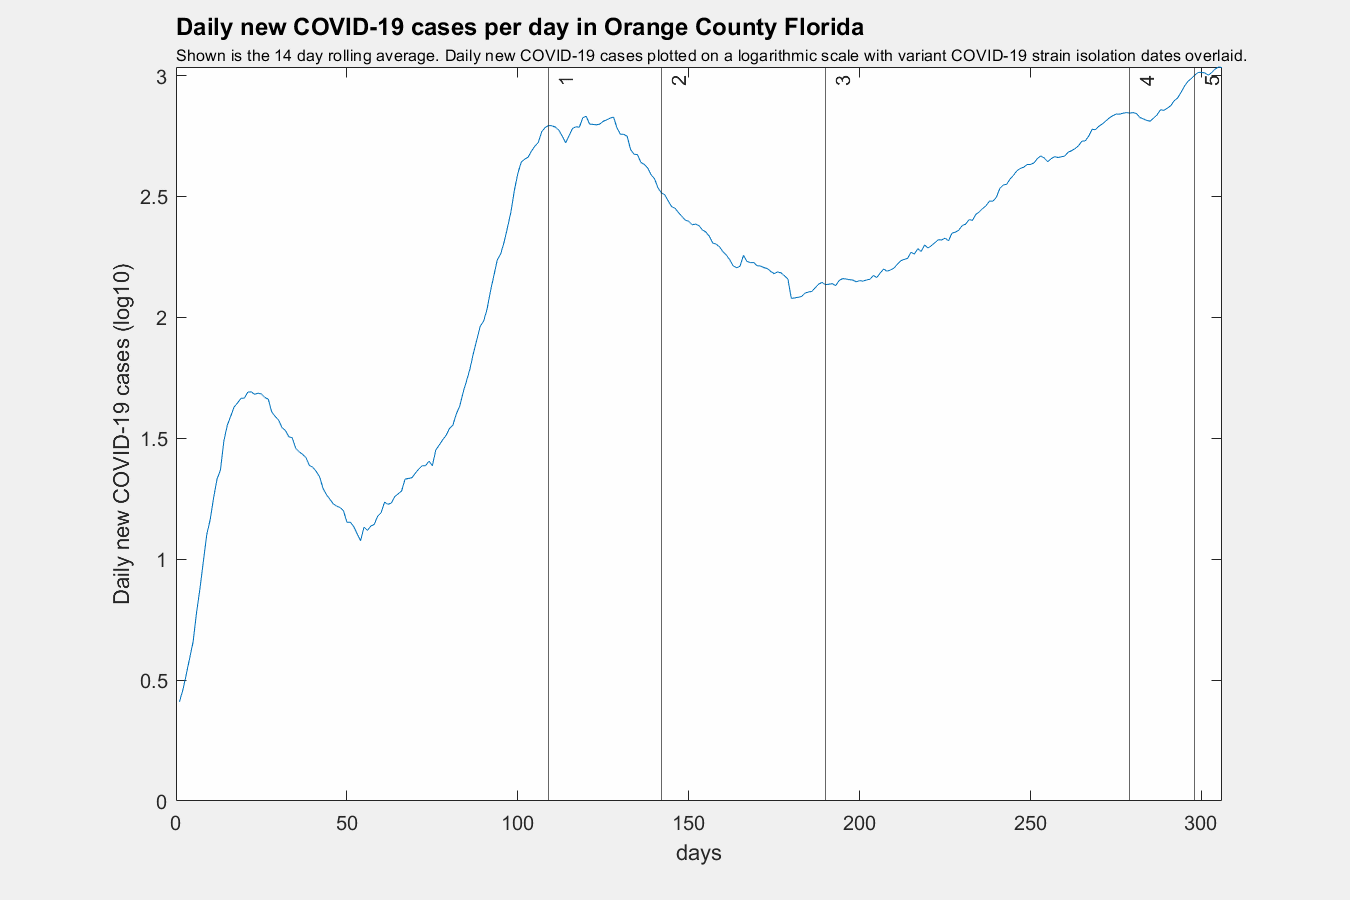 Daily new COVID-19 cases per day in Orange County Florida
Shown is the 14 day rolling average. Daily new COVID-19 cases plotted on a logarithmic scale with variant COVID-19 strain isolation dates overlaid.
1
2
3
4
5
3
2.5
2
1.5
1
0.5
0
Daily new COVID-19 cases (log10)
0 50 100 150 200 250 300
days